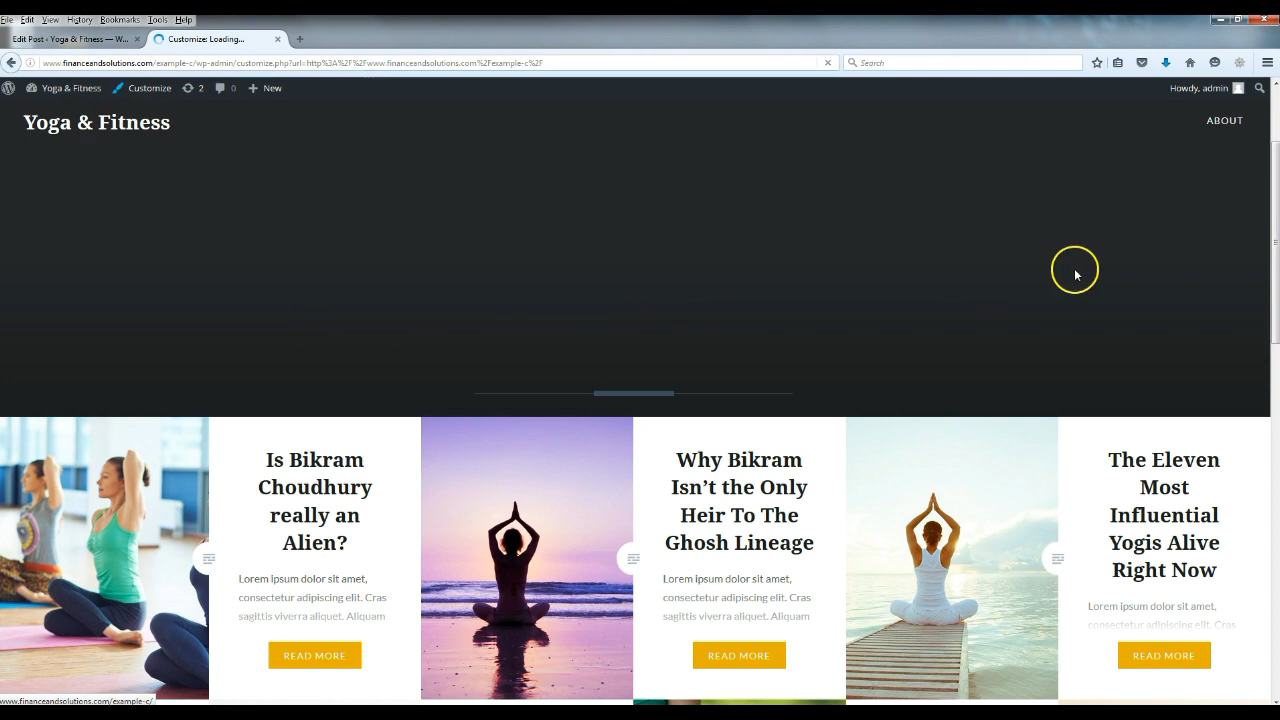 File Edit View History Bookmarks Tools Help
Edit Post ‹ Yoga & Fitness — W...
Customize: Loading...
www.financeandsolutions.com/example-c/wp-admin/customize.php?url=http%3A%2F%2Fwww.financeandsolutions.com%2Fexample-c%2F
Search
Yoga & Fitness Customize 2 0 New Howdy, admin
Yoga & Fitness
ABOUT
Is Bikram
Choudhury
really an
Alien?
Lorem ipsum dolor sit amet,
consectetur adipiscing elit. Cras
sagittis viverra aliquet. Aliquam
READ MORE
Why Bikram
Isn’t the Only
Heir To The
Ghosh Lineage
Lorem ipsum dolor sit amet,
consectetur adipiscing elit. Cras
sagittis viverra aliquet. Aliquam
READ MORE
The Eleven
Most
Influential
Yogis Alive
Right Now
Lorem ipsum dolor sit amet,
consectetur adipiscing elit. Cras
READ MORE
www.financeandsolutions.com/example-c/